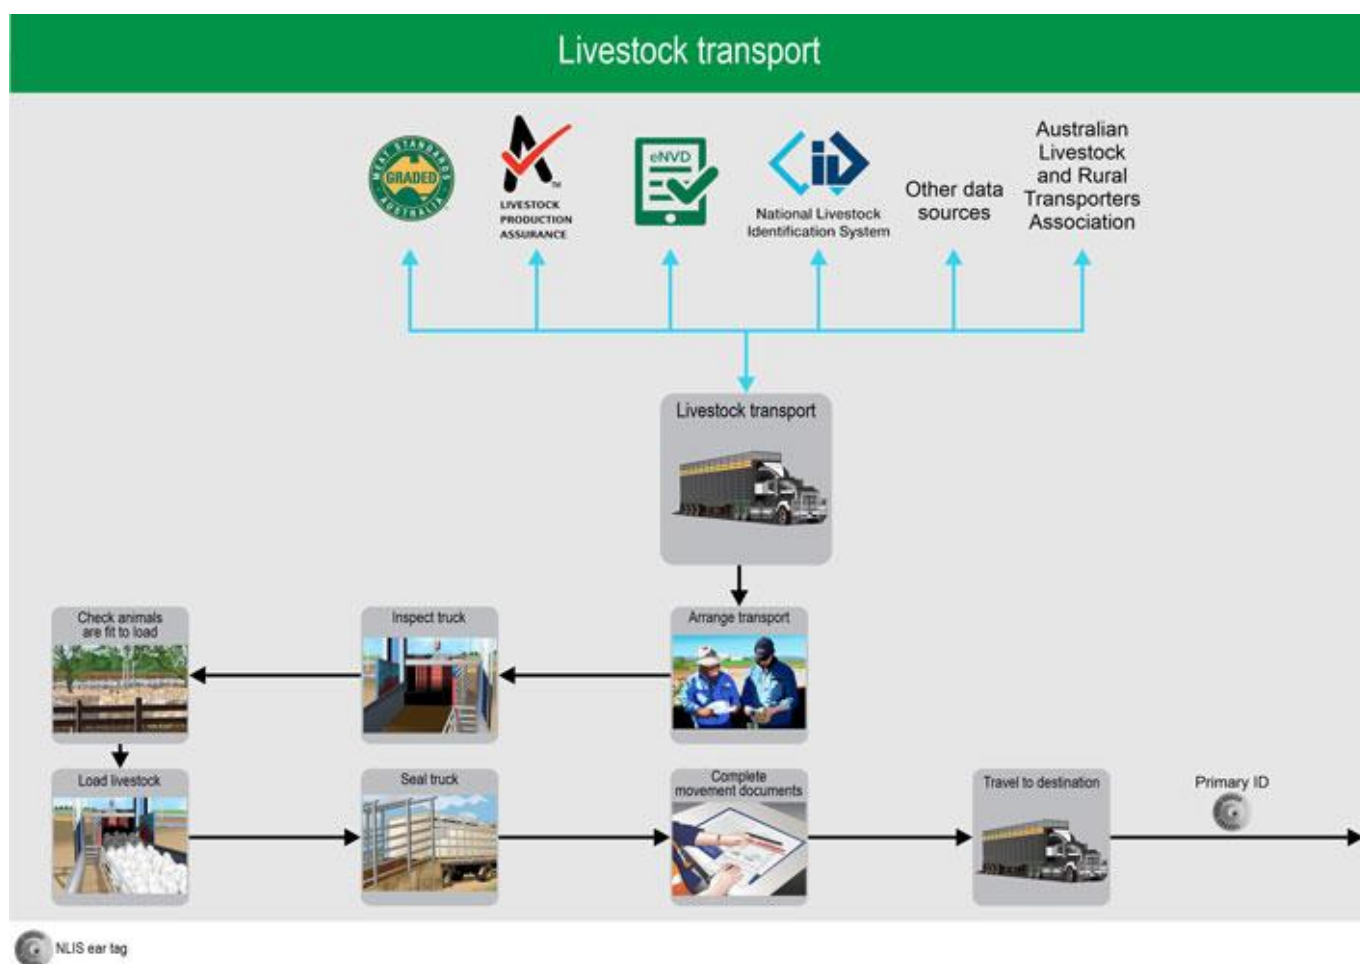 Livestock transport
MEAT STANDARDS
GRADED
AUSTRALIA
TM
LIVESTOCK
PRODUCTION
ASSURANCE
eNVD
iD
National Livestock
Identification System
Other data
sources
Australian
Livestock
and Rural
Transporters
Association
Livestock transport
Check animals
are fit to load
Inspect truck
Arrange transport
Load livestock
Seal truck
Complete
movement documents
Travel to destination
Primary ID
NLIS ear tag